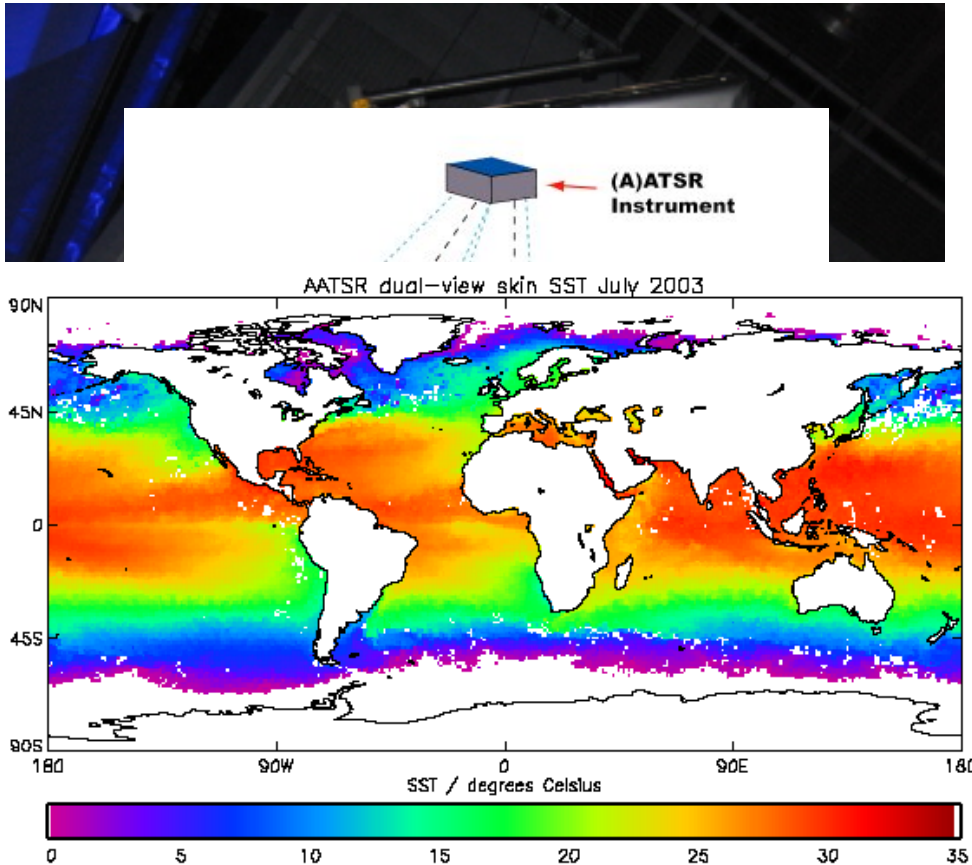 (A)ATSR
Instrument
AATSR dual-view skin SST July 2003
90N
45N
0
45S
90S
180 90W 0 90E 180
SST / degrees Celsius
0 5 10 15 20 25 30 35